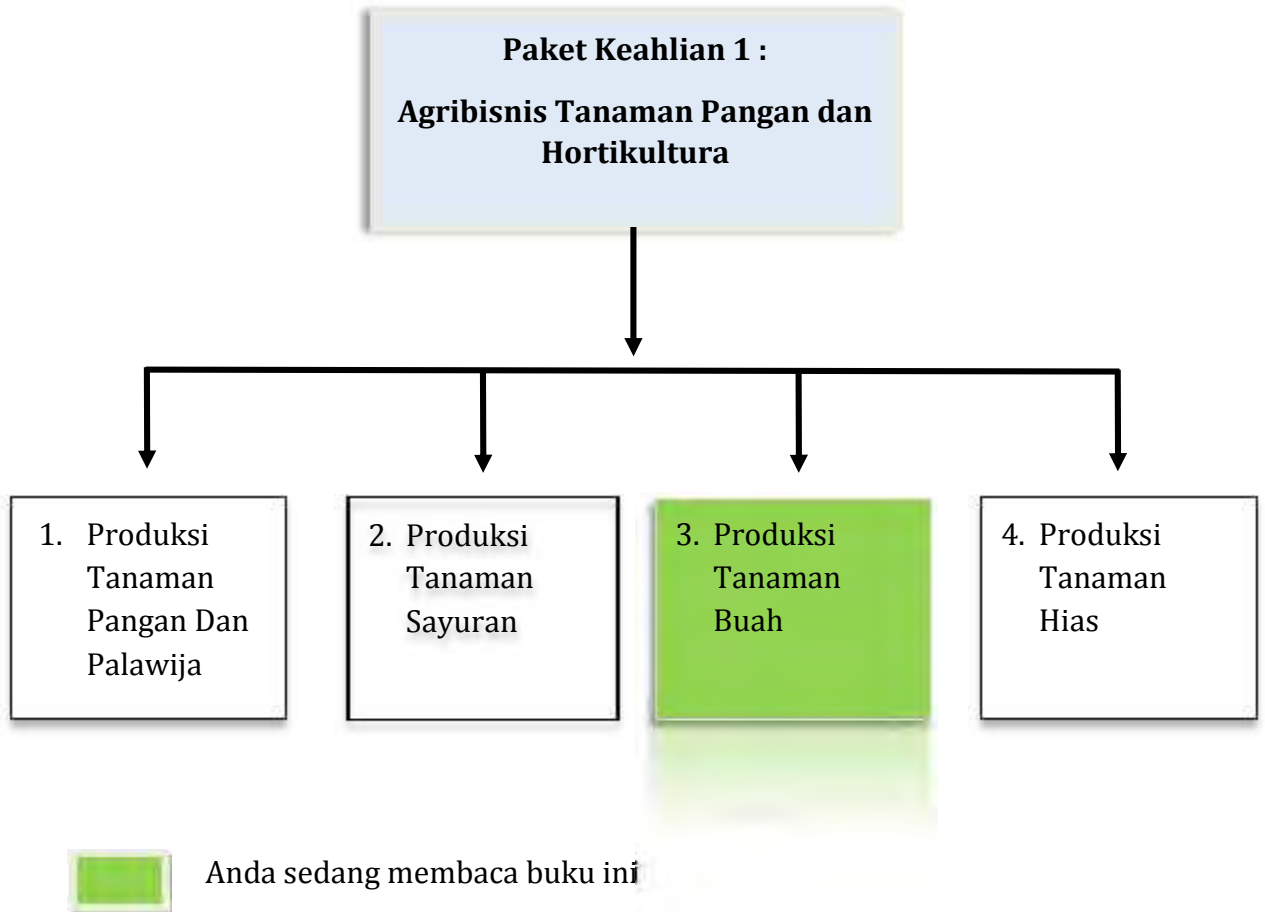 Paket Keahlian 1 :
Agribisnis Tanaman Pangan dan
Hortikultura
1. Produksi
Tanaman
Pangan Dan
Palawija
2. Produksi
Tanaman
Sayuran
3. Produksi
Tanaman
Buah
4. Produksi
Tanaman
Hias
Anda sedang membaca buku ini